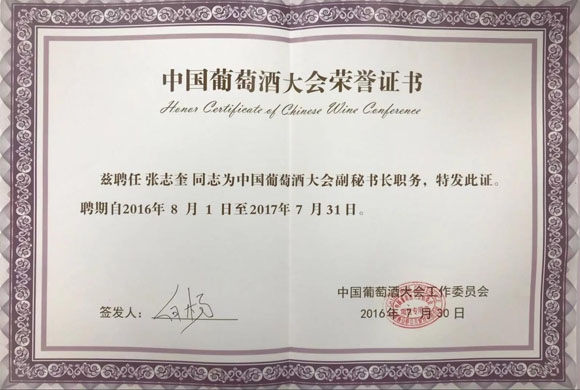 中国葡萄酒大会荣誉证书
Honor Certificate of Chinese Wine Conference
兹聘任 张志奎 同志为中国葡萄酒大会副秘书长职务，特发此证。
聘期自2016年 8 月 1 日至2017年 7 月 31 日。
中国葡萄酒大会工作委员会
签发人：
2016年 7 月 30 日